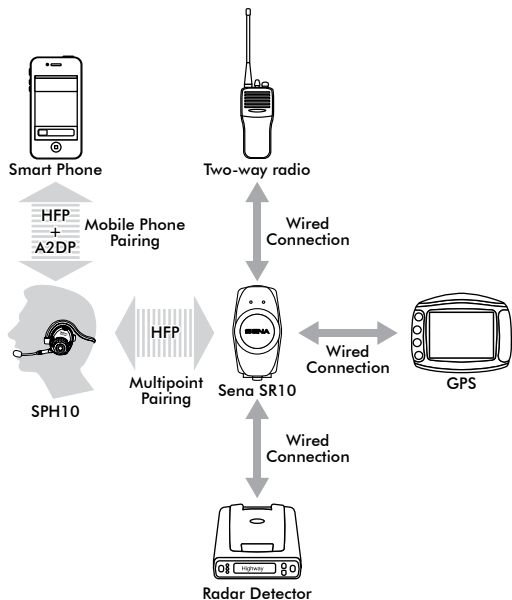 Smart Phone
Two-way radio
HFP
+
A2DP
Mobile Phone
Pairing
Wired
Connection
HFP
SENA
Wired
Connection
Multipoint
Pairing
Sena SR10
GPS
SPH10
Wired
Connection
Highway
Radar Detector